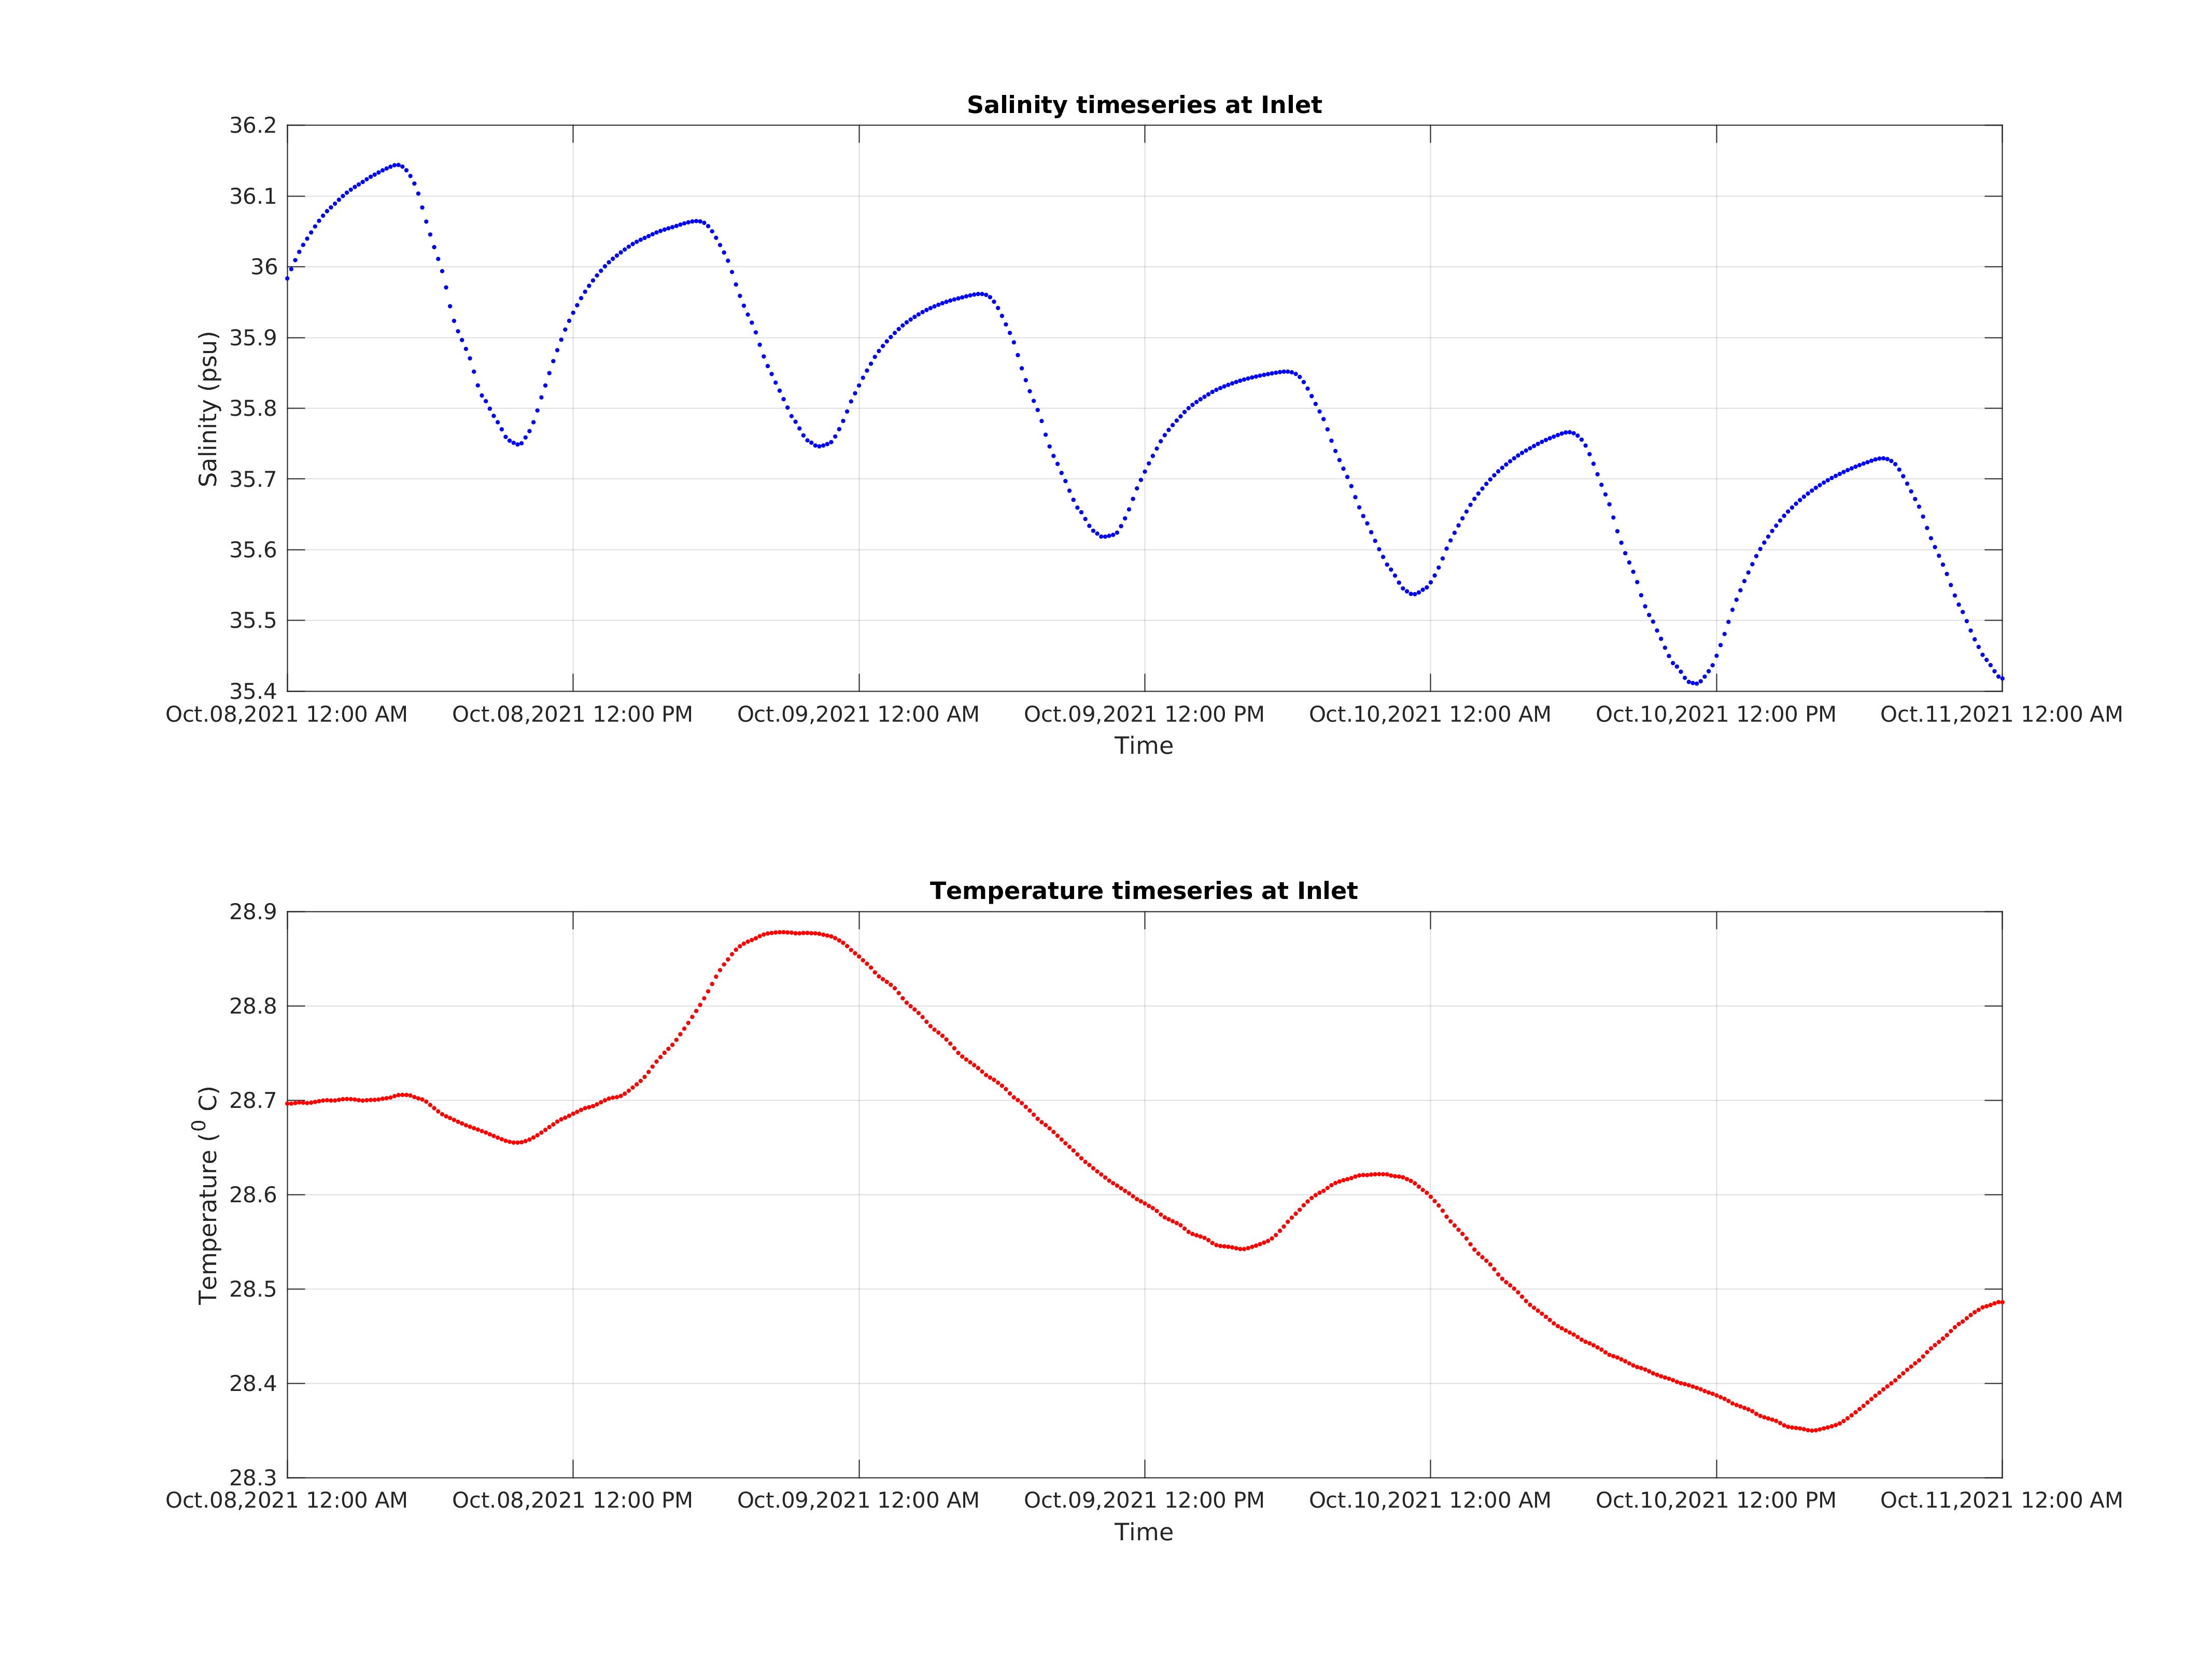 Salinity timeseries at Inlet
36.2
36.1
36
35.9
35.8
35.7
35.6
35.5
35.4
Salinity (psu)
Oct.08,2021 12:00 AM Oct.08,2021 12:00 PM Oct.09,2021 12:00 AM Oct.09,2021 12:00 PM Oct.10,2021 12:00 AM Oct.10,2021 12:00 PM Oct.11,2021 12:00 AM
Time
Temperature timeseries at Inlet
28.9
28.8
28.7
28.6
28.5
28.4
28.3
Temperature (⁰ C)
Oct.08,2021 12:00 AM Oct.08,2021 12:00 PM Oct.09,2021 12:00 AM Oct.09,2021 12:00 PM Oct.10,2021 12:00 AM Oct.10,2021 12:00 PM Oct.11,2021 12:00 AM
Time